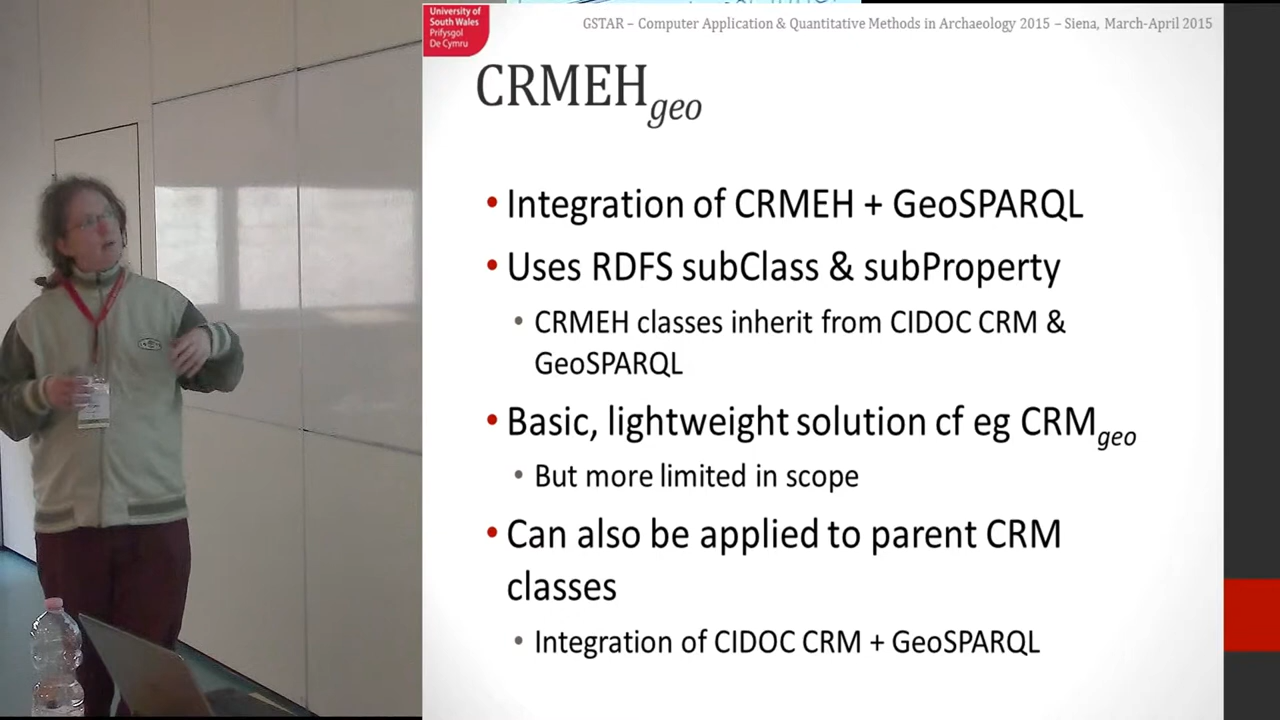 University of
South Wales
Prifysgol
De Cymru
GSTAR – Computer Application & Quantitative Methods in Archaeology 2015 – Siena, March-April 2015
CRMEHgeo
• Integration of CRMEH + GeoSPARQL
• Uses RDFS subClass & subProperty
• CRMEH classes inherit from CIDOC CRM &
GeoSPARQL
• Basic, lightweight solution cf eg CRMgeo
• But more limited in scope
• Can also be applied to parent CRM
classes
• Integration of CIDOC CRM + GeoSPARQL